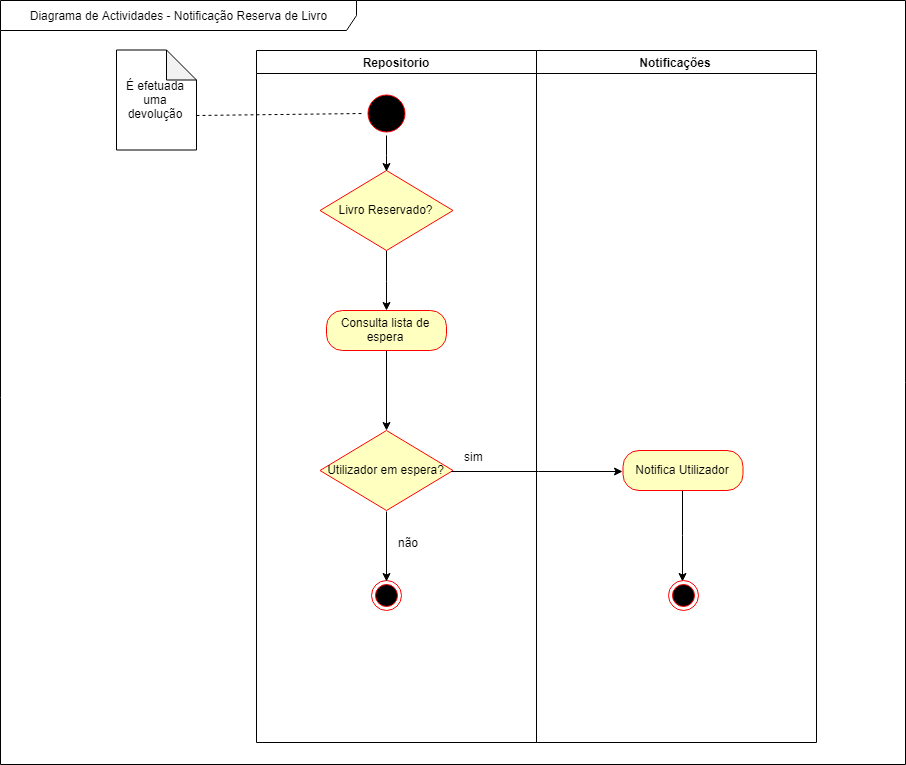 Diagrama de Actividades - Notificação Reserva de Livro
Repositorio
Notificações
É efetuada
uma
devolução
Livro Reservado?
Consulta lista de
espera
Utilizador em espera?
sim
Notifica Utilizador
não